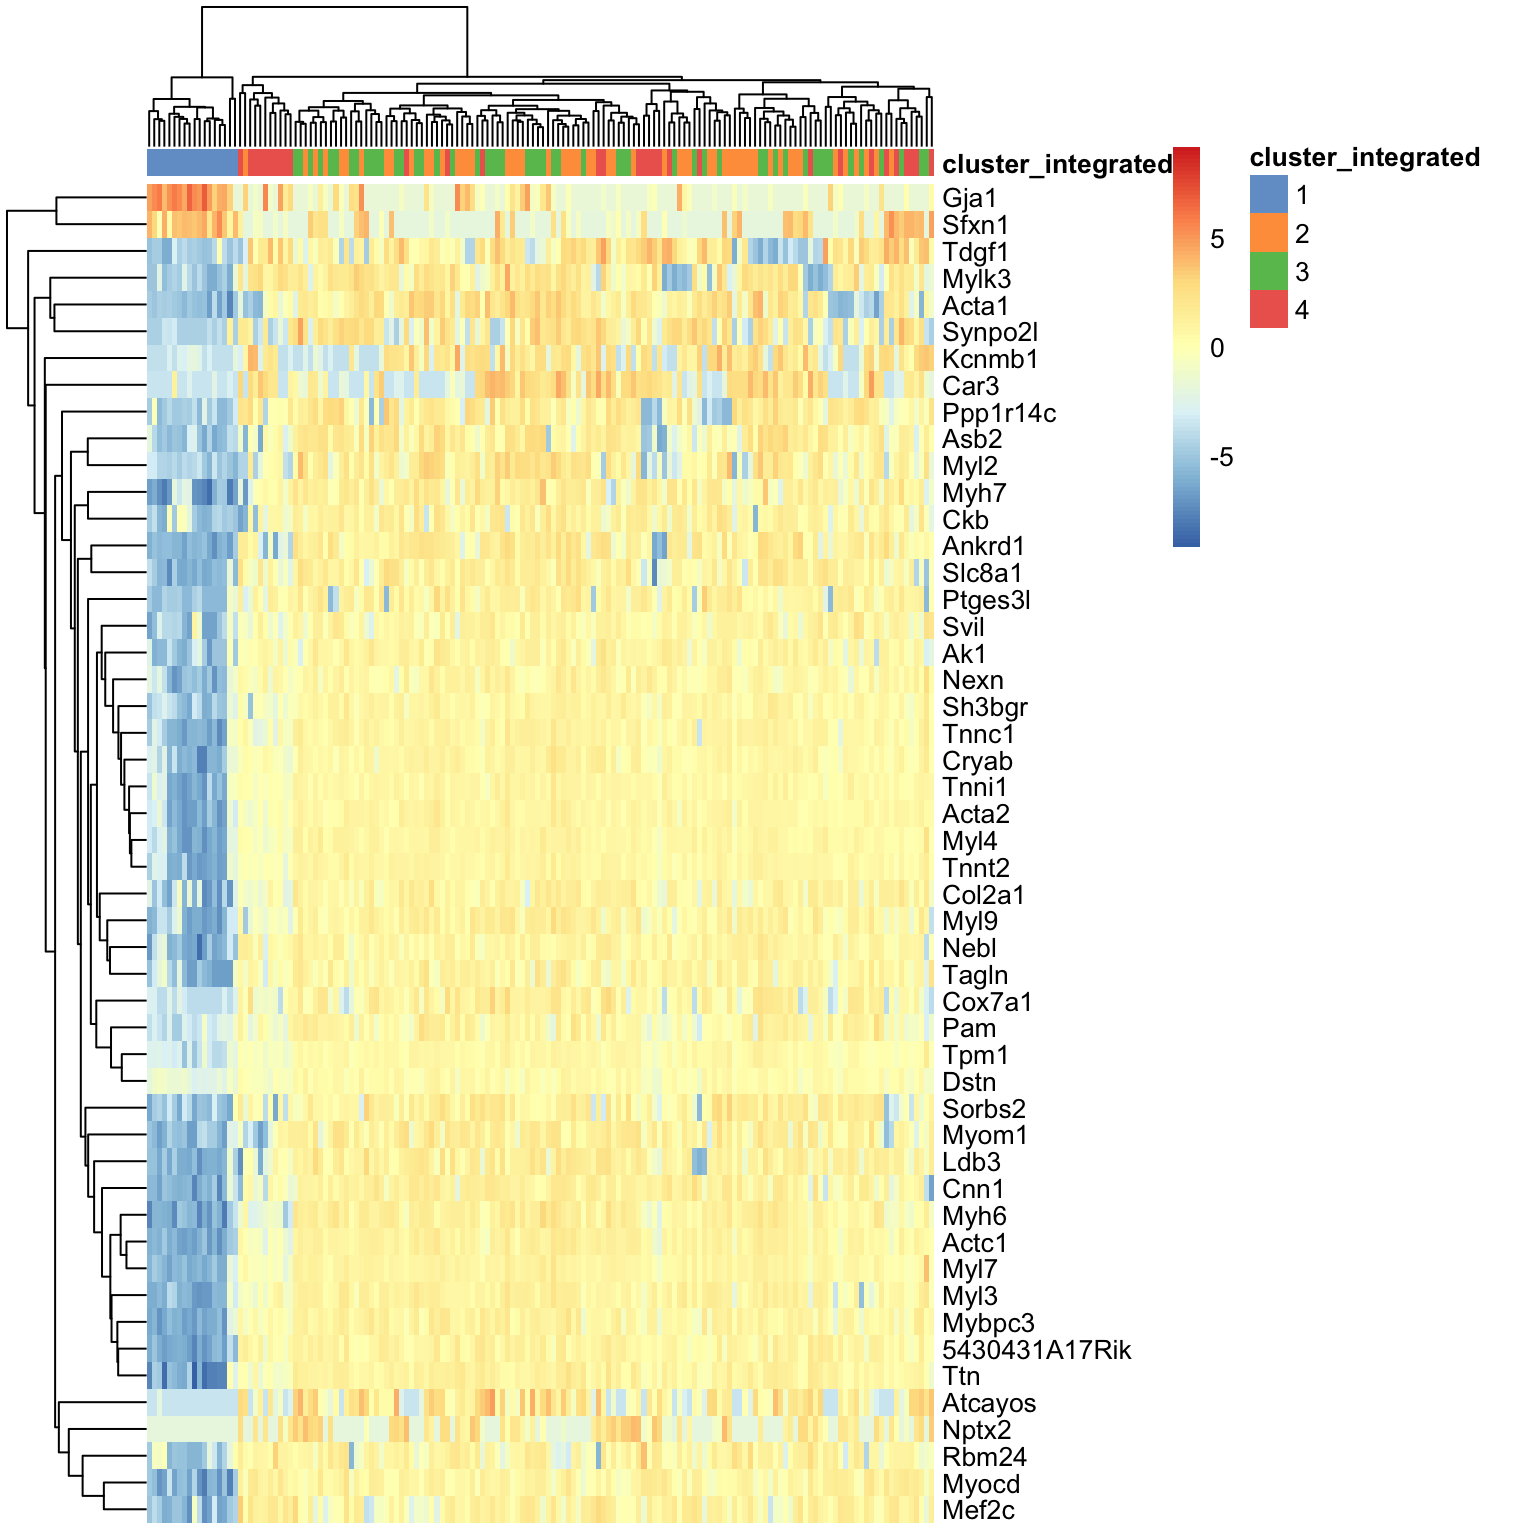 cluster_integrated
Gja1
Sfxn1
Tdgf1
Mylk3
Acta1
Synpo2l
Kcnmb1
Car3
Ppp1r14c
Asb2
Myl2
Myh7
Ckb
Ankrd1
Slc8a1
Ptges3l
Svil
Ak1
Nexn
Sh3bgr
Tnnc1
Cryab
Tnni1
Acta2
Myl4
Tnnt2
Col2a1
Myl9
Nebl
Tagln
Cox7a1
Pam
Tpm1
Dstn
Sorbs2
Myom1
Ldb3
Cnn1
Myh6
Actc1
Myl7
Myl3
Mybpc3
5430431A17Rik
Ttn
Atcayos
Nptx2
Rbm24
Myocd
Mef2c
5
0
-5
cluster_integrated
1
2
3
4